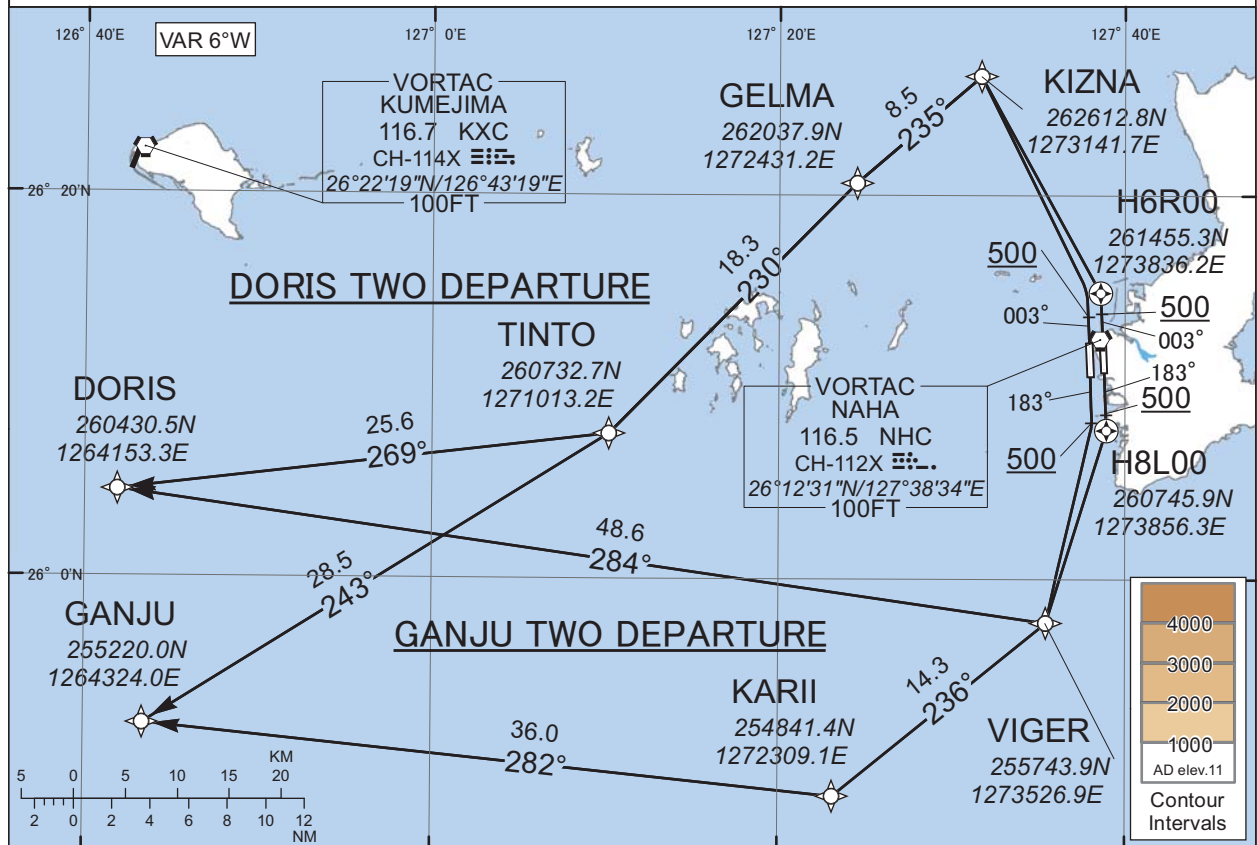 126° 40'E
127° 0'E
127° 20'E
127° 40'E
VAR 6°W
VORTAC
KUMEJIMA
116.7 KXC
CH-114X
26°22'19"N/126°43'19"E
100FT
GELMA
262037.9N
1272431.2E
8.5
235°
KIZNA
262612.8N
1273141.7E
26° 20'N
H6R00
261455.3N
1273836.2E
500
500
003°
003°
18.3
230°
DORIS TWO DEPARTURE
TINTO
260732.7N
1271013.2E
DORIS
260430.5N
1264153.3E
25.6
269°
VORTAC
NAHA
116.5 NHC
CH-112X
26°12'31"N/127°38'34"E
100FT
183°
183°
500
500
H8L00
260745.9N
1273856.3E
48.6
284°
26° 0'N
28.5
243°
GANJU
255220.0N
1264324.0E
GANJU TWO DEPARTURE
KARII
254841.4N
1272309.1E
14.3
236°
VIGER
255743.9N
1273526.9E
36.0
282°
KM
5 0 5 10 15 20
2 0 2 4 6 8 10 12
NM
4000
3000
2000
1000
AD elev.11
Contour
Intervals